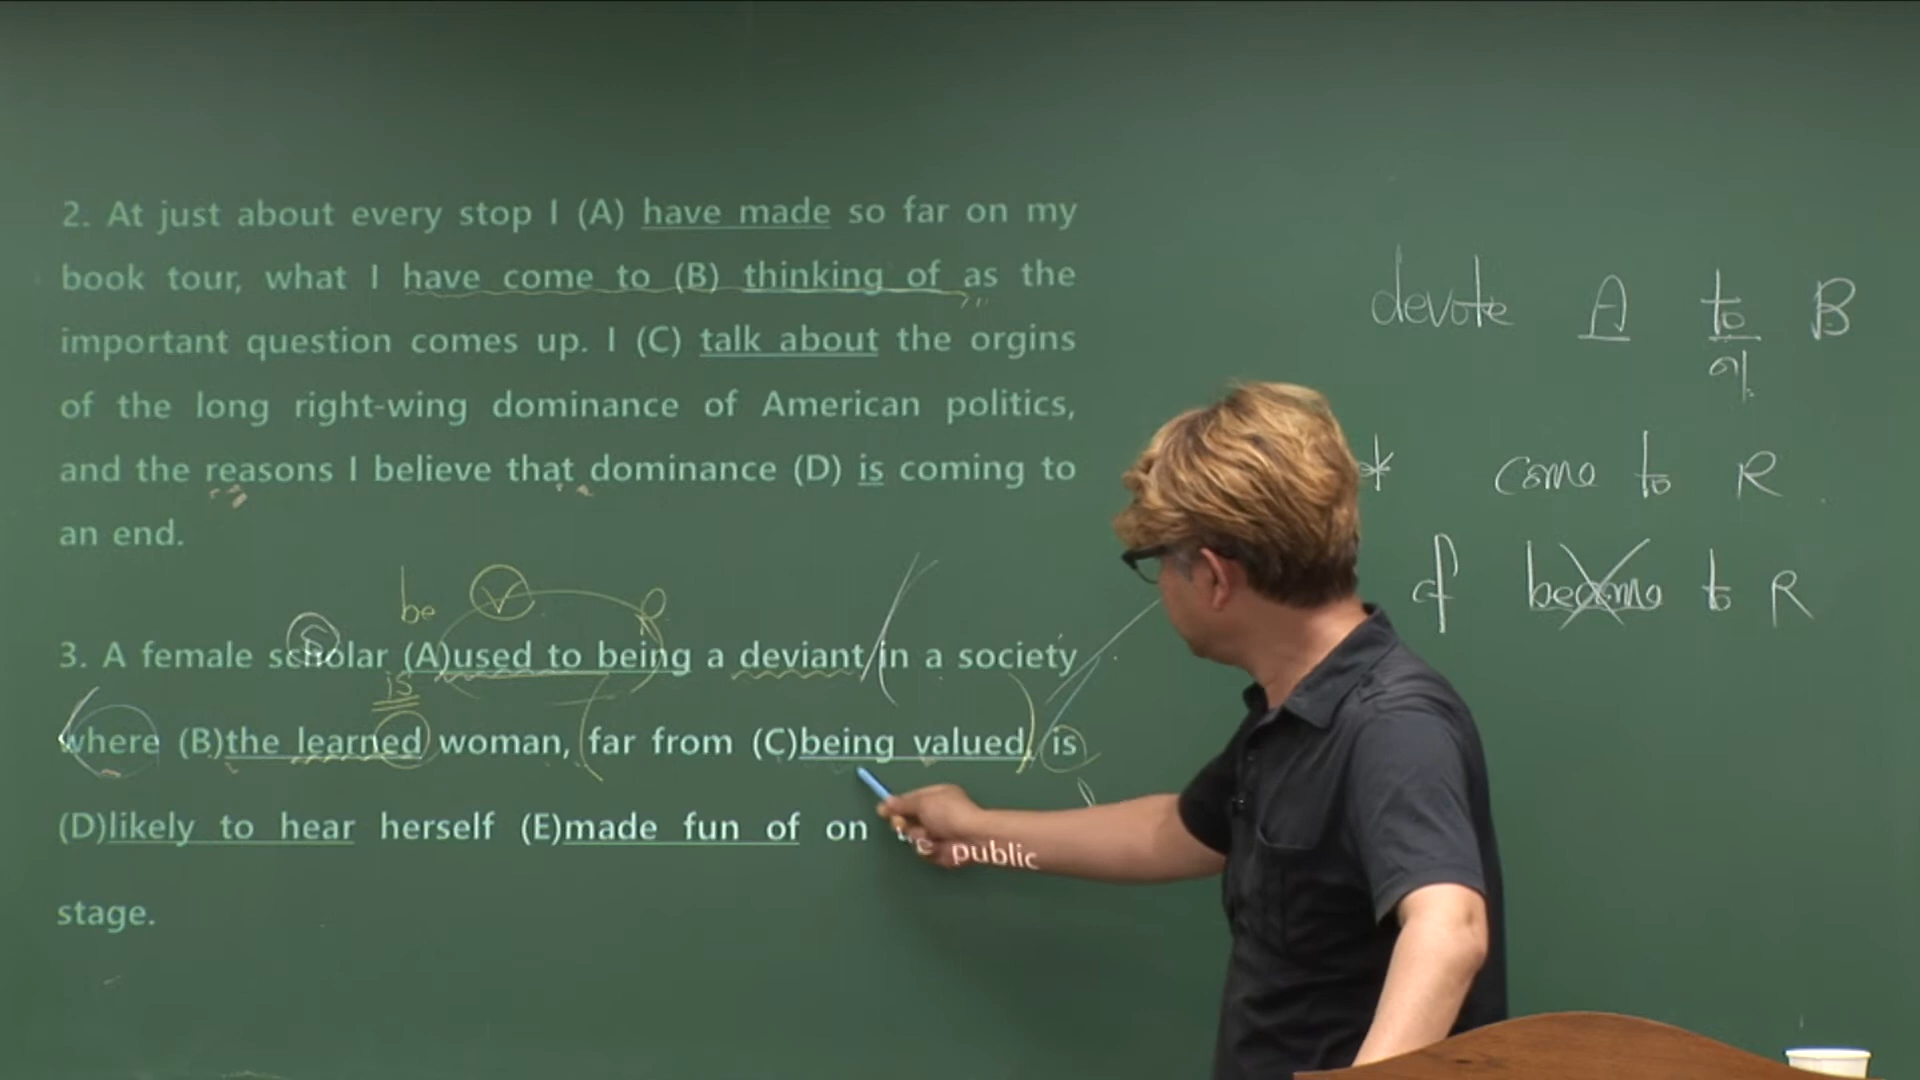 2. At just about every stop I (A) have made so far on my
book tour, what I have come to (B) thinking of as the
important question comes up. I (C) talk about the orgins
of the long right-wing dominance of American politics,
and the reasons I believe that dominance (D) is coming to
an end.
be V
S
3. A female scholar (A)used to being a deviant in a society
is
where (B)the learned woman, far from (C)being valued, is
(D)likely to hear herself (E)made fun of on public
stage.
devote A to B
* come to R
cf become to R